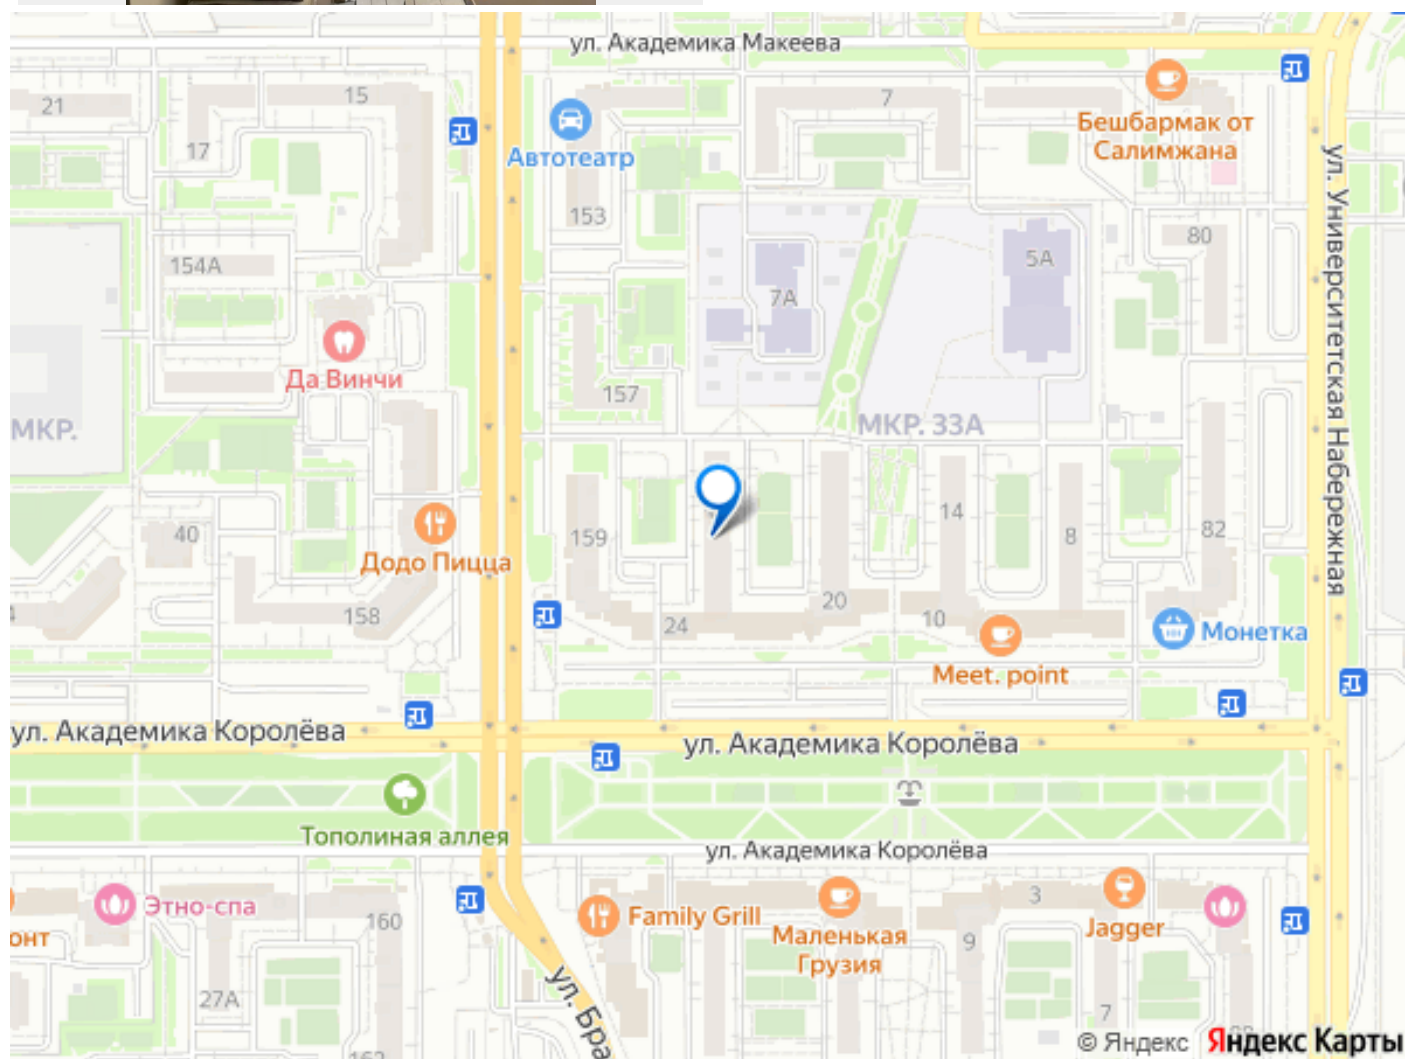 ул. Академика Макеева
21
15
7
Бешбармак от
Салимжана
17
Автотеатр
153
ул. Университетская Набережная
80
154А
5А
7А
Да Винчи
157
МКР.
МКР. 33А
40
Додо Пицца
159
14
8
82
158
24
20
10
Монетка
Meet. point
ул. Академика Королёва
ул. Академика Королёва
Тополиная аллея
ул. Академика Королёва
Этно-спа
160
Family Grill
Маленькая
Грузия
3
Jagger
онт
9
27А
7
ул. Бра
© Яндекс
Яндекс Карты